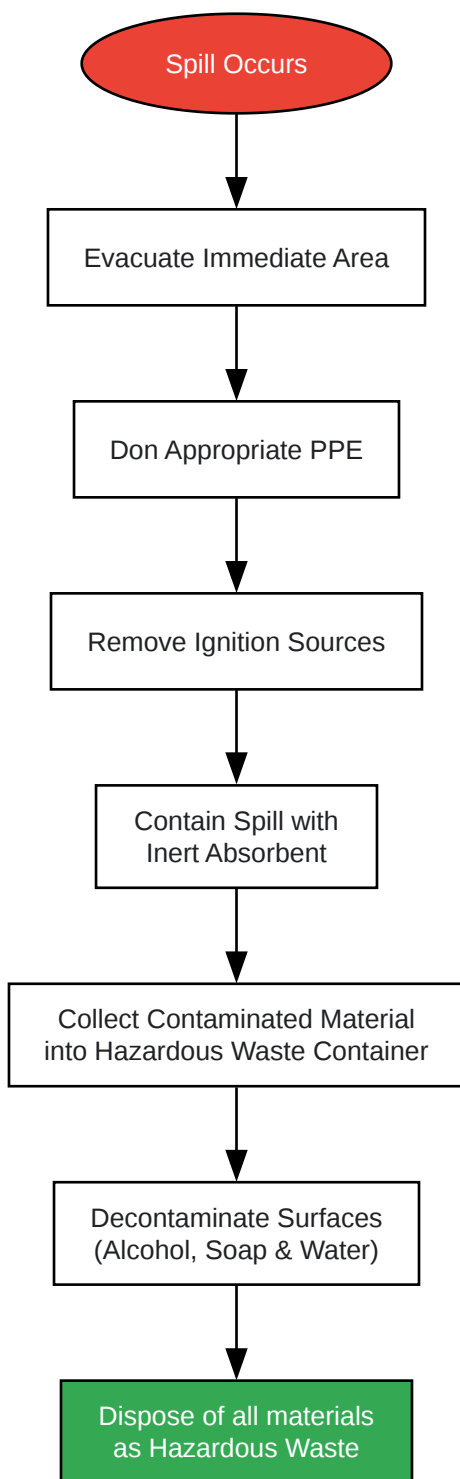 Spill Occurs
Evacuate Immediate Area
Don Appropriate PPE
Remove Ignition Sources
Contain Spill with
Inert Absorbent
Collect Contaminated Material
into Hazardous Waste Container
Decontaminate Surfaces
(Alcohol, Soap & Water)
Dispose of all materials
as Hazardous Waste